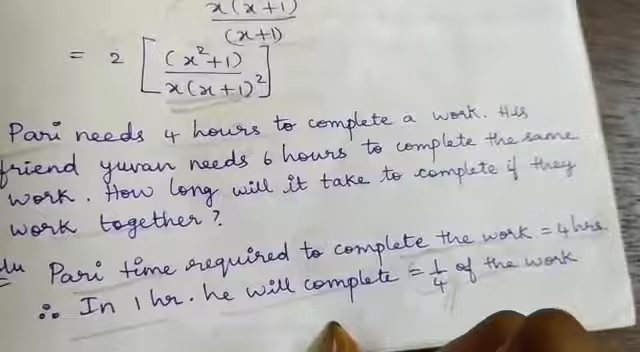 x(x+1)
(x+1)
= 2 [ (x²+1) / x(x+1)² ]
Pari needs 4 hours to complete a work. His
friend yuvan needs 6 hours to complete the same
work. How long will it take to complete if they
work together?
Pari time required to complete the work = 4 hrs.
∴ In 1 hr. he will complete = 1/4 of the work